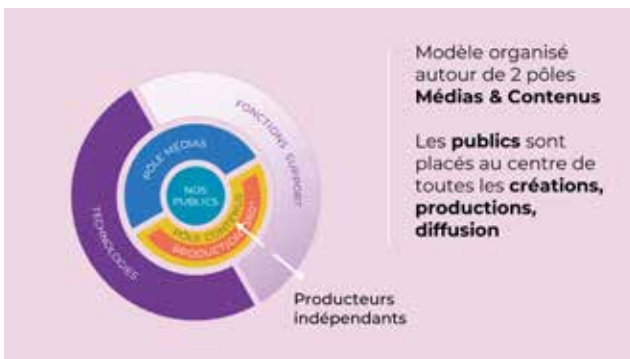 Modèle organisé
autour de 2 pôles
Médias & Contenus
Les publics sont
placés au centre de
toutes les créations,
productions,
diffusion
FONCTIONS SUPPORT
PÔLE MÉDIAS
NOS
PUBLICS
PÔLE CONTENUS
PRODUCTION
TECHNOLOGIES
Producteurs
indépendants